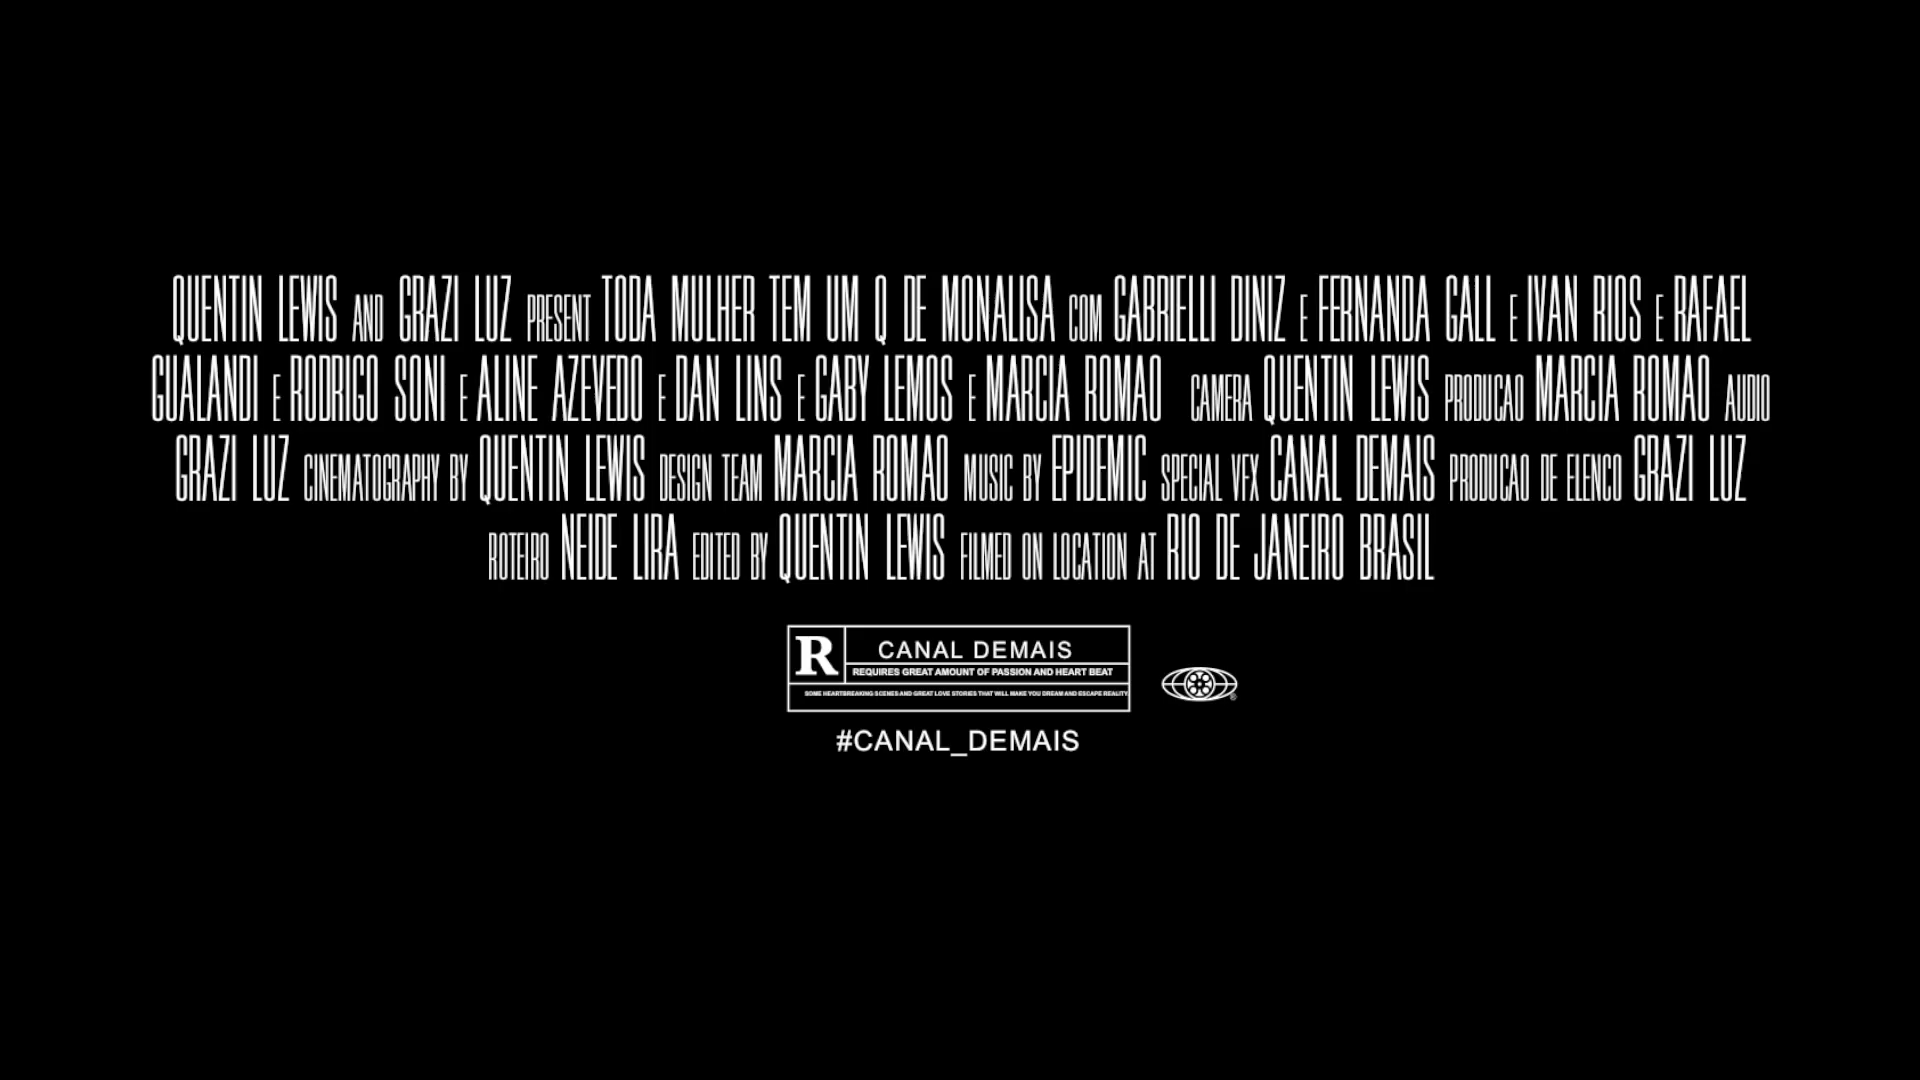 QUENTIN LEWIS AND GRAZI LUZ PRESENT TODA MULHER TEM UM Q DE MONALISA COM GABRIELLI DINIZ E FERNANDA GALL E IVAN RIOS E RAFAEL
GUALANDI E RODRIGO SONI E ALINE AZEVEDO E DAN LINS E GABY LEMOS E MARCIA ROMAO CAMERA QUENTIN LEWIS PRODUCAO MARCIA ROMAO AUDIO
GRAZI LUZ CINEMATOGRAPHY BY QUENTIN LEWIS DESIGN TEAM MARCIA ROMAO MUSIC BY EPIDEMIC SPECIAL VFX CANAL DEMAIS PRODUCAO DE ELENCO GRAZI LUZ
ROTEIRO NEIDE LIRA EDITED BY QUENTIN LEWIS FILMED ON LOCATION AT RIO DE JANEIRO BRASIL
R CANAL DEMAIS
REQUIRES GREAT AMOUNT OF PASSION AND HEART BEAT
SOME HEARTBREAKING SCENES AND GREAT LOVE STORIES THAT WILL MAKE YOU DREAM AND ESCAPE REALITY
®
#CANAL_DEMAIS